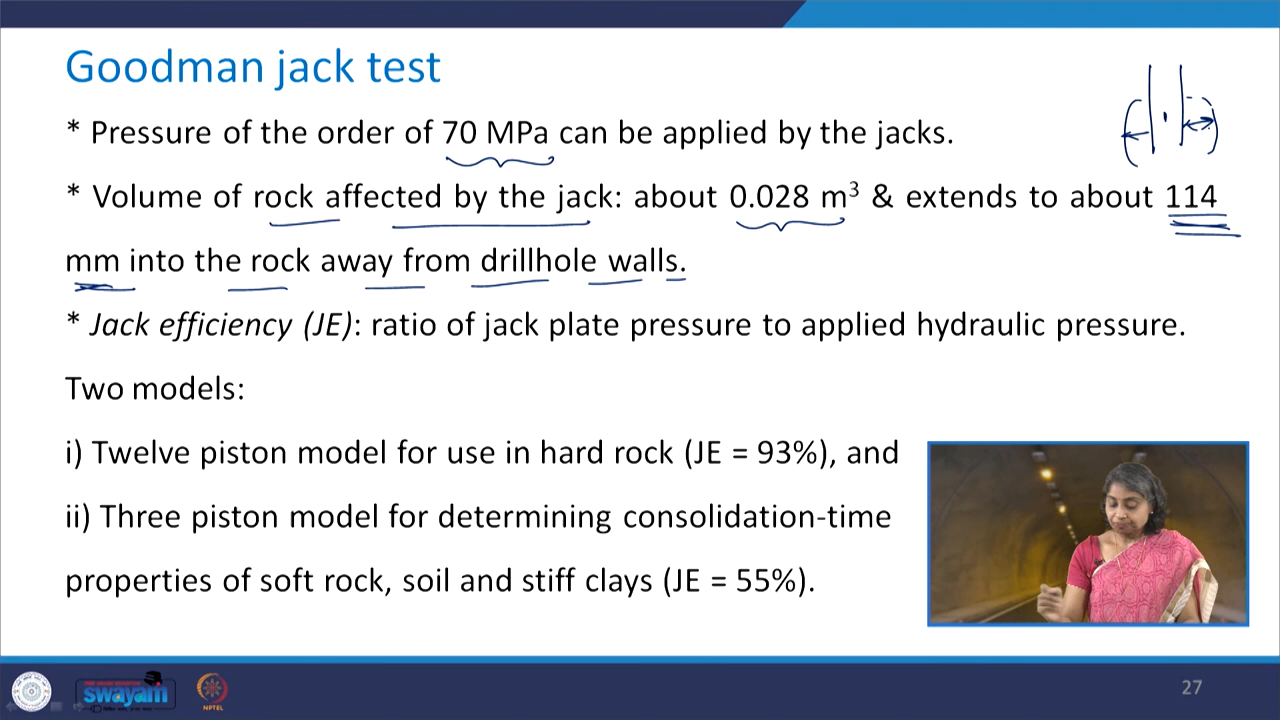 Goodman jack test
* Pressure of the order of 70 MPa can be applied by the jacks.
* Volume of rock affected by the jack: about 0.028 m³ & extends to about 114
mm into the rock away from drillhole walls.
* Jack efficiency (JE): ratio of jack plate pressure to applied hydraulic pressure.
Two models:
i) Twelve piston model for use in hard rock (JE = 93%), and
ii) Three piston model for determining consolidation-time
properties of soft rock, soil and stiff clays (JE = 55%).
swayam
NPTEL
27